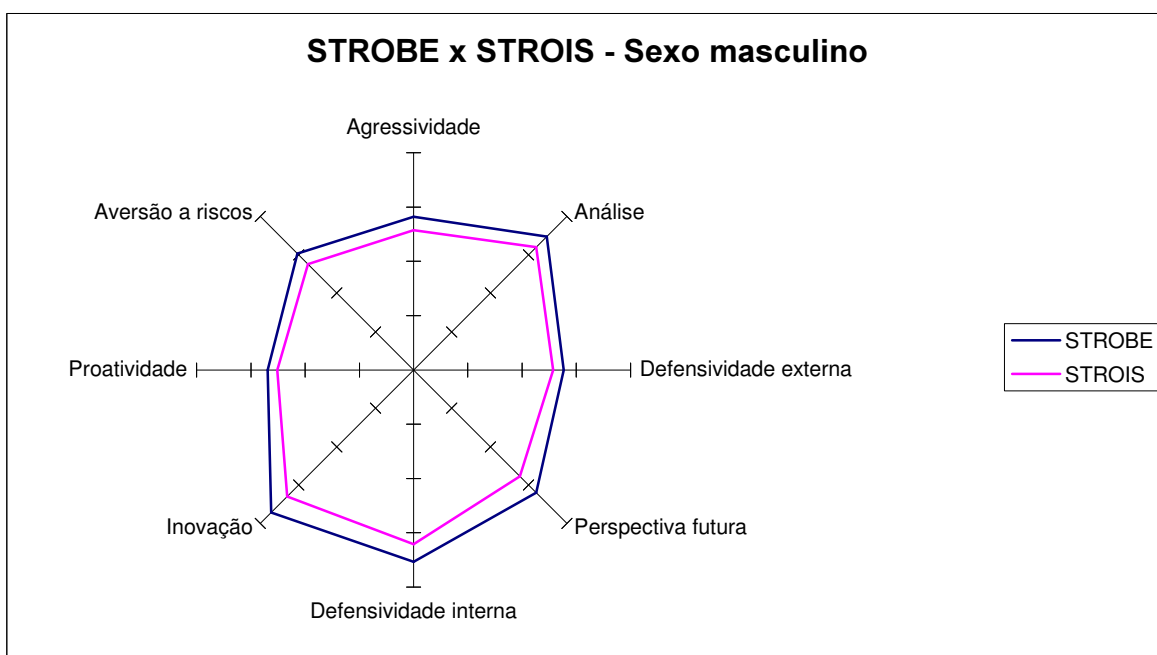 STROBE x STROIS - Sexo masculino
Agressividade
Aversão a riscos
Análise
Proatividade
Defensividade externa
STROBE
STROIS
Inovação
Perspectiva futura
Defensividade interna